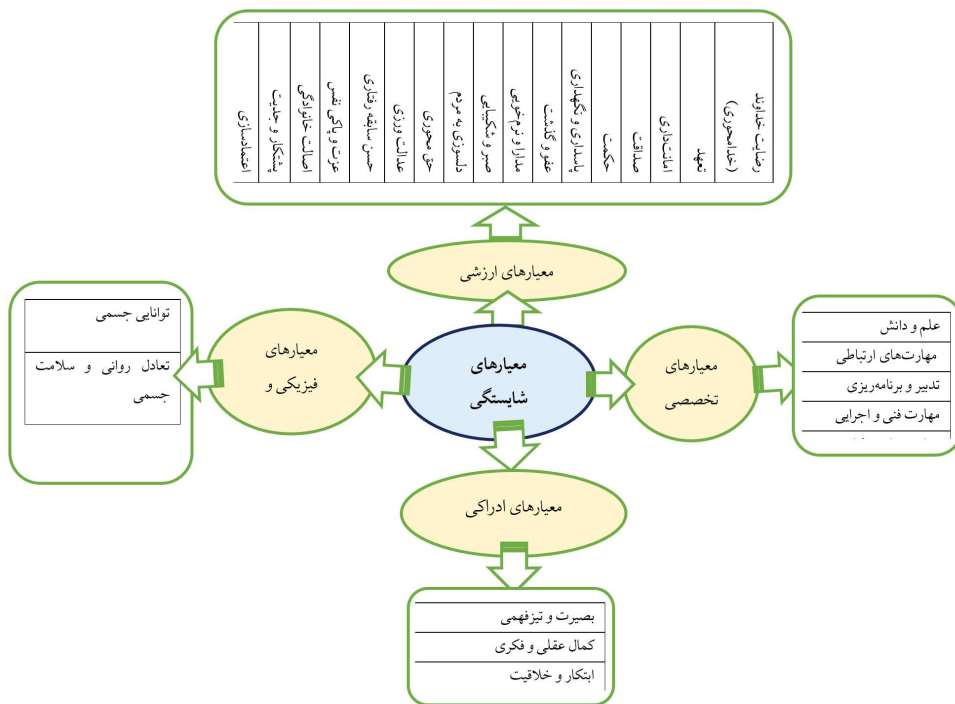 رضایت خداوند
(خدامحوری)
تعهد
امانت‌داری
صداقت
حکمت
پاسداری و نگهداری
عفو و گذشت
مدارا و نرم‌خویی
صبر و شکیبایی
دلسوزی به مردم
حق محوری
عدالت ورزی
حسن سابقه رفتاری
عزت و پاکی نفس
اصالت خانوادگی
پشتکار و جدیت
اعتمادسازی
معیارهای ارزشی
علم و دانش
مهارت‌های ارتباطی
تدبیر و برنامه‌ریزی
مهارت فنی و اجرایی
معیارهای
تخصصی
معیارهای
شایستگی
معیارهای
فیزیکی و
توانایی جسمی
تعادل روانی و سلامت
جسمی
معیارهای ادراکی
بصیرت و تیزفهمی
کمال عقلی و فکری
ابتکار و خلاقیت